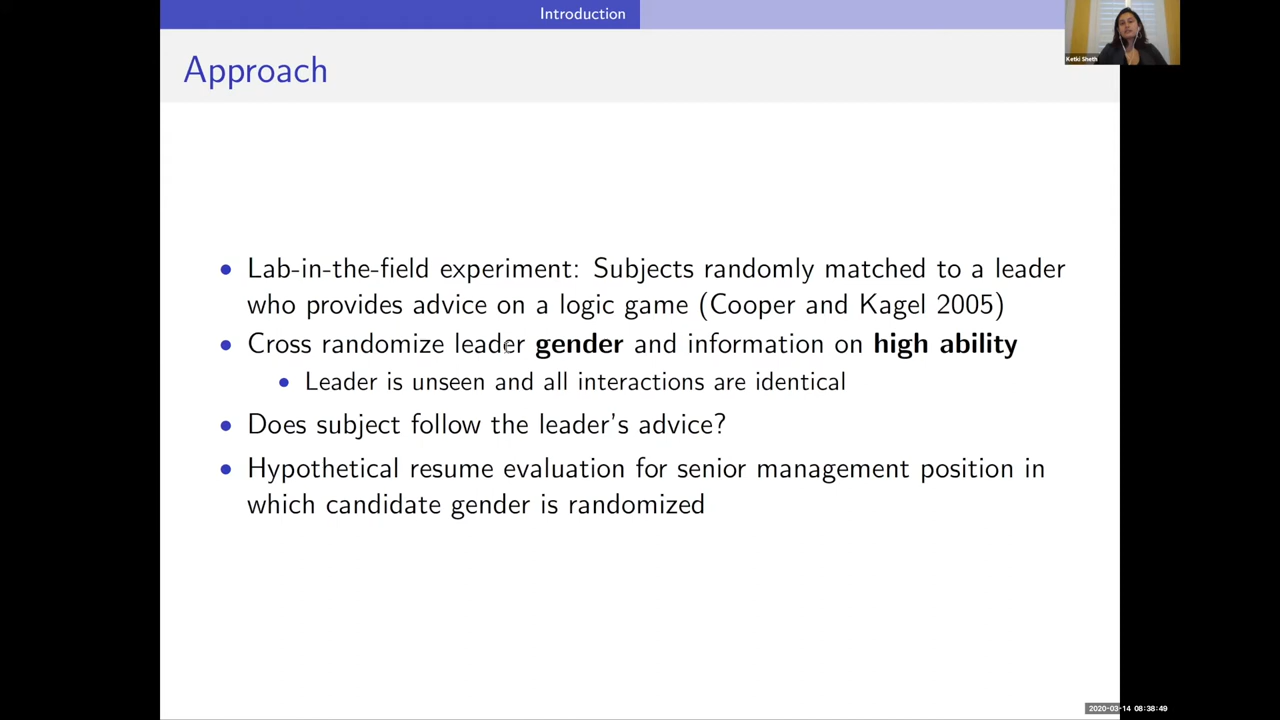 Introduction
Approach
Ketki Sheth
• Lab-in-the-field experiment: Subjects randomly matched to a leader
who provides advice on a logic game (Cooper and Kagel 2005)
• Cross randomize leader gender and information on high ability
• Leader is unseen and all interactions are identical
• Does subject follow the leader's advice?
• Hypothetical resume evaluation for senior management position in
which candidate gender is randomized
2020-03-14 08:38:49